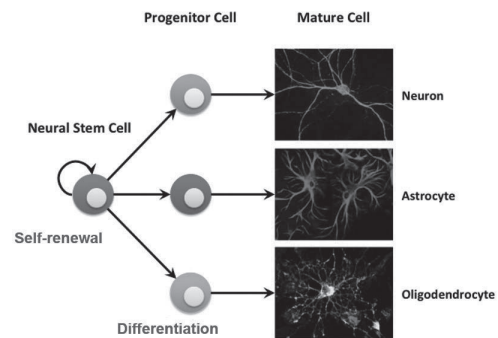 Progenitor Cell
Mature Cell
Neuron
Neural Stem Cell
Astrocyte
Self-renewal
Oligodendrocyte
Differentiation